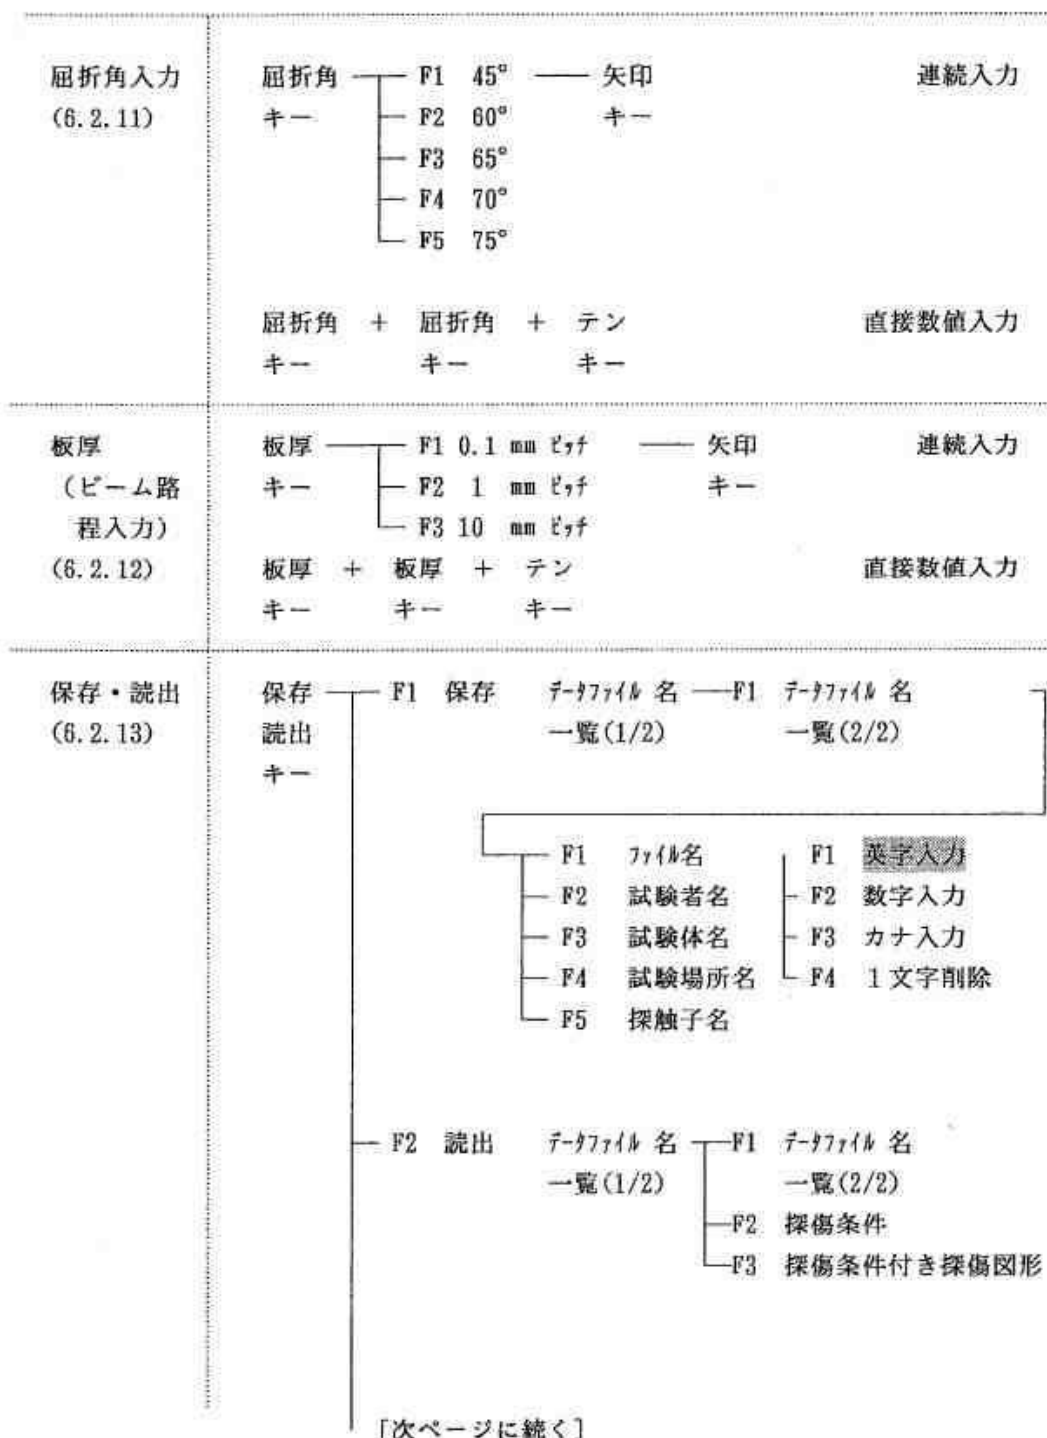 屈折角入力 屈折角 F1 45° 矢印 連続入力
(6.2.11) キー F2 60° キー
F3 65°
F4 70°
F5 75°
屈折角 + 屈折角 + テン 直接数値入力
キー キー キー
板厚 板厚 F1 0.1 mm ピッチ 矢印 連続入力
(ビーム路 キー F2 1 mm ピッチ キー
程入力) F3 10 mm ピッチ
(6.2.12) 板厚 + 板厚 + テン 直接数値入力
キー キー キー
保存・読出 保存 F1 保存 データファイル 名 F1 データファイル 名
(6.2.13) 読出 一覧(1/2) 一覧(2/2)
キー
F1 ファイル名 F1 英字入力
F2 試験者名 F2 数字入力
F3 試験体名 F3 カナ入力
F4 試験場所名 F4 1文字削除
F5 探触子名
F2 読出 データファイル 名 F1 データファイル 名
一覧(1/2) 一覧(2/2)
F2 探傷条件
F3 探傷条件付き探傷図形
[次ページに続く]